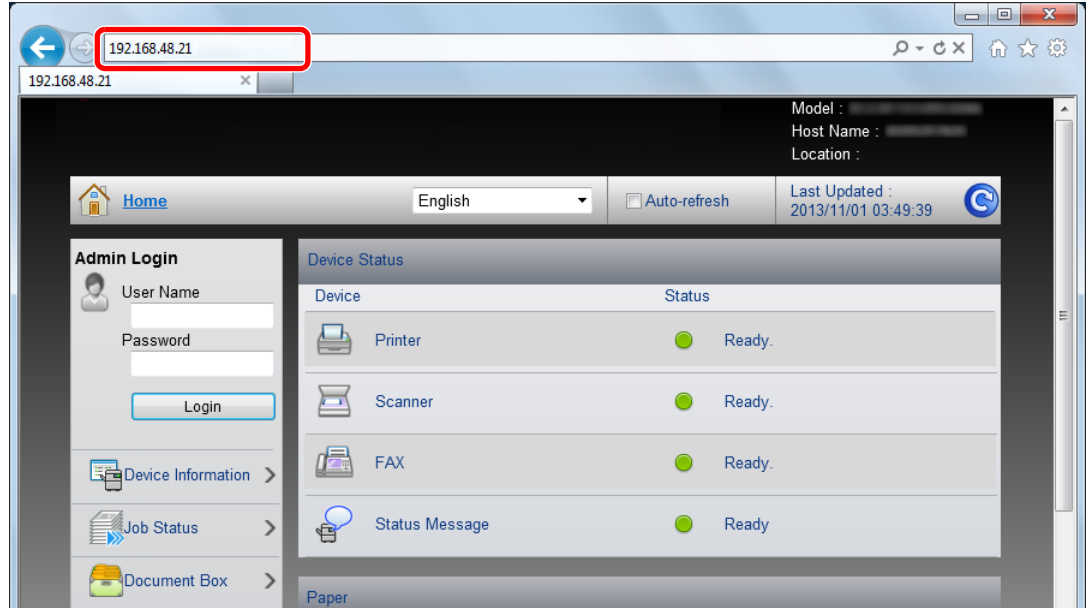 192.168.48.21
192.168.48.21
Model :
Host Name :
Location :
Home
English
Auto-refresh
Last Updated :
2013/11/01 03:49:39
Admin Login
User Name
Password
Login
Device Information
Job Status
Document Box
Device Status
Device Status
Printer Ready.
Scanner Ready.
FAX Ready.
Status Message Ready
Paper